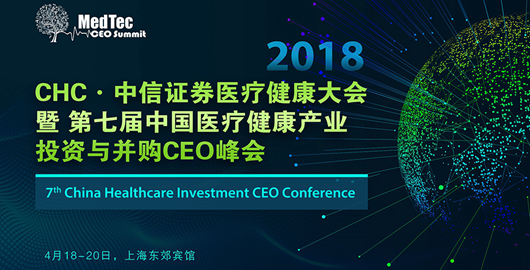 MedTec
CEO Summit
2018
CHC · 中信证券医疗健康大会
暨 第七届中国医疗健康产业
投资与并购CEO峰会
7th China Healthcare Investment CEO Conference
4月18-20日，上海东郊宾馆